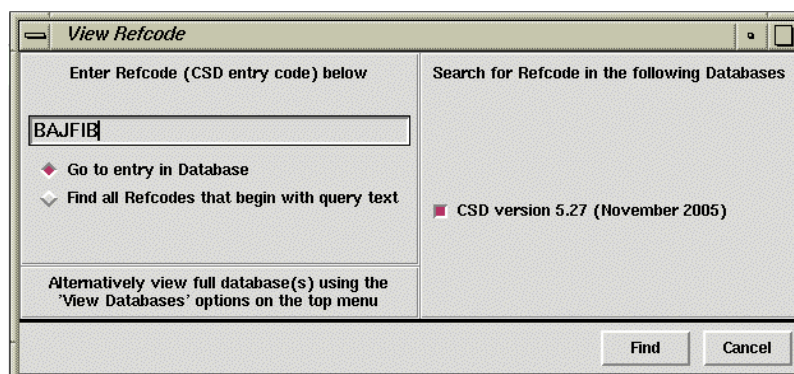 View Refcode
Enter Refcode (CSD entry code) below
BAJFIB
Go to entry in Database
Find all Refcodes that begin with query text
Alternatively view full database(s) using the
'View Databases' options on the top menu
Search for Refcode in the following Databases
CSD version 5.27 (November 2005)
Find
Cancel